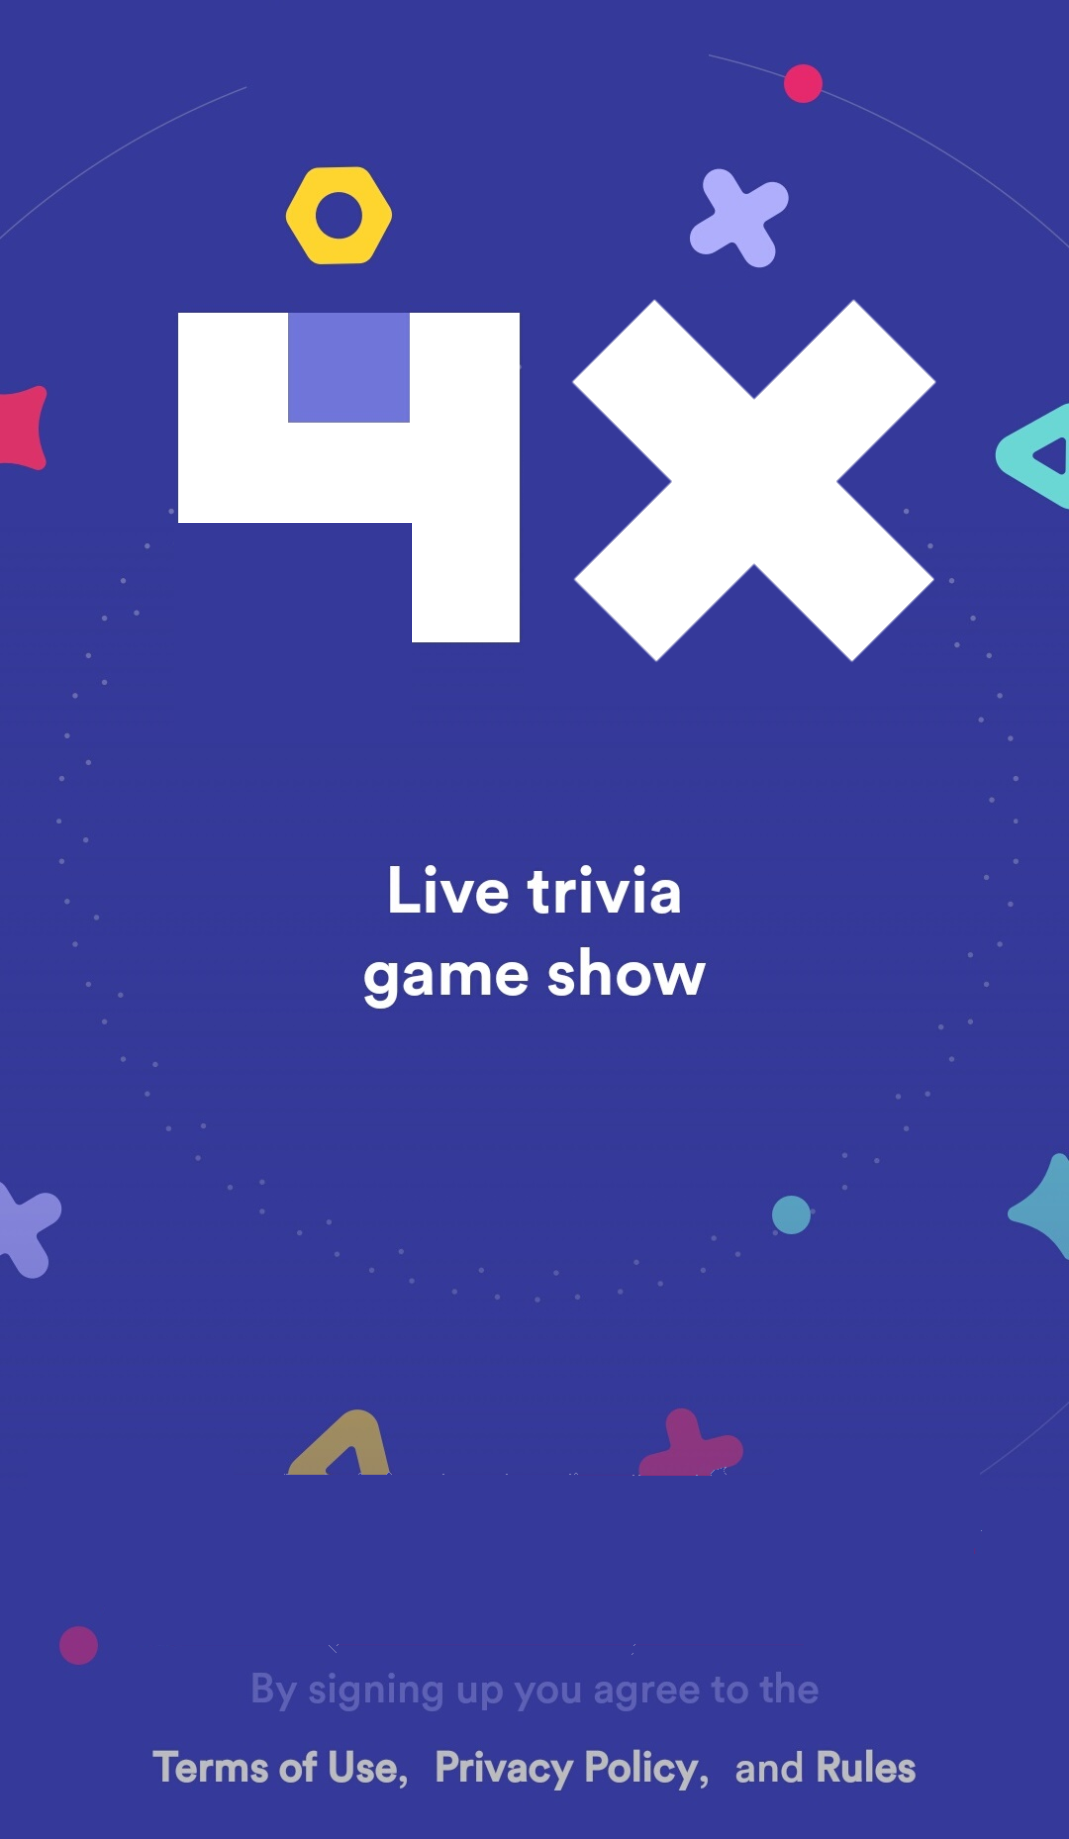 4x
Live trivia
game show
By signing up you agree to the
Terms of Use, Privacy Policy, and Rules